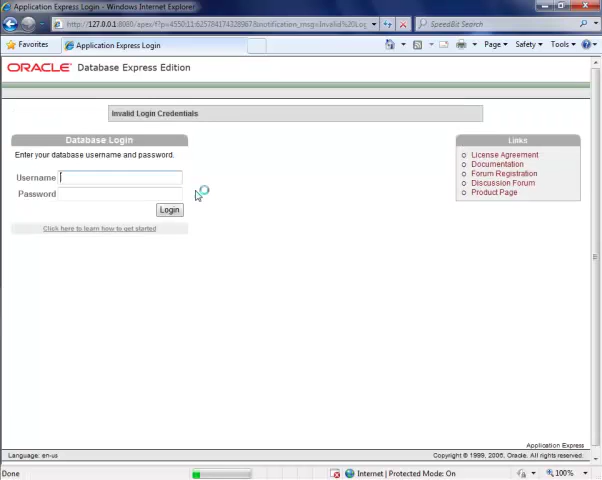 Application Express Login - Windows Internet Explorer
http://127.0.0.1:8080/apex/f?p=4550:11:625784174328967&notification_msg=Invalid%20Log
SpeedBit Search
Favorites
Application Express Login
Page
Safety
Tools
ORACLE Database Express Edition
Invalid Login Credentials
Database Login
Enter your database username and password.
Username
Password
Login
Click here to learn how to get started
Links
License Agreement
Documentation
Forum Registration
Discussion Forum
Product Page
Application Express
Language: en-us
Copyright © 1999, 2006, Oracle. All rights reserved.
Done
Internet | Protected Mode: On
100%